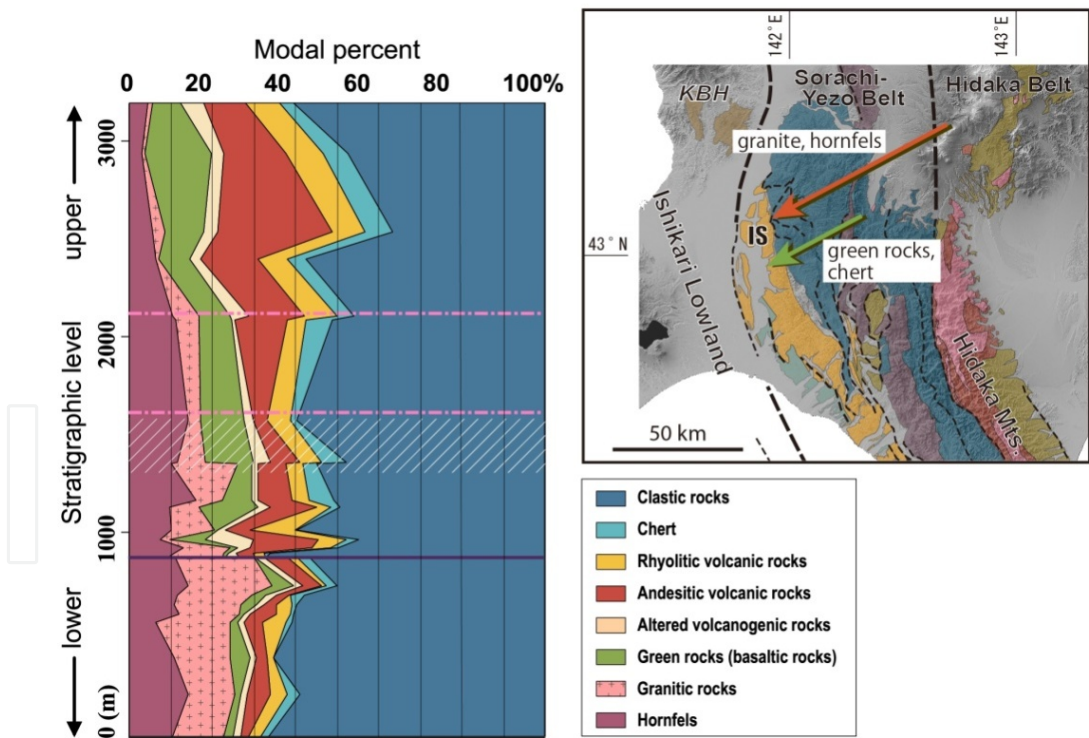 Modal percent
0 20 40 60 80 100%
upper
Stratigraphic level
lower
3000
2000
1000
0 (m)
142°E
143°E
43°N
KBH
Sorachi-
Yezo Belt
Hidaka Belt
granite, hornfels
IS
green rocks,
chert
Ishikari Lowland
Hidaka Mts.
50 km
Clastic rocks
Chert
Rhyolitic volcanic rocks
Andesitic volcanic rocks
Altered volcanogenic rocks
Green rocks (basaltic rocks)
Granitic rocks
Hornfels